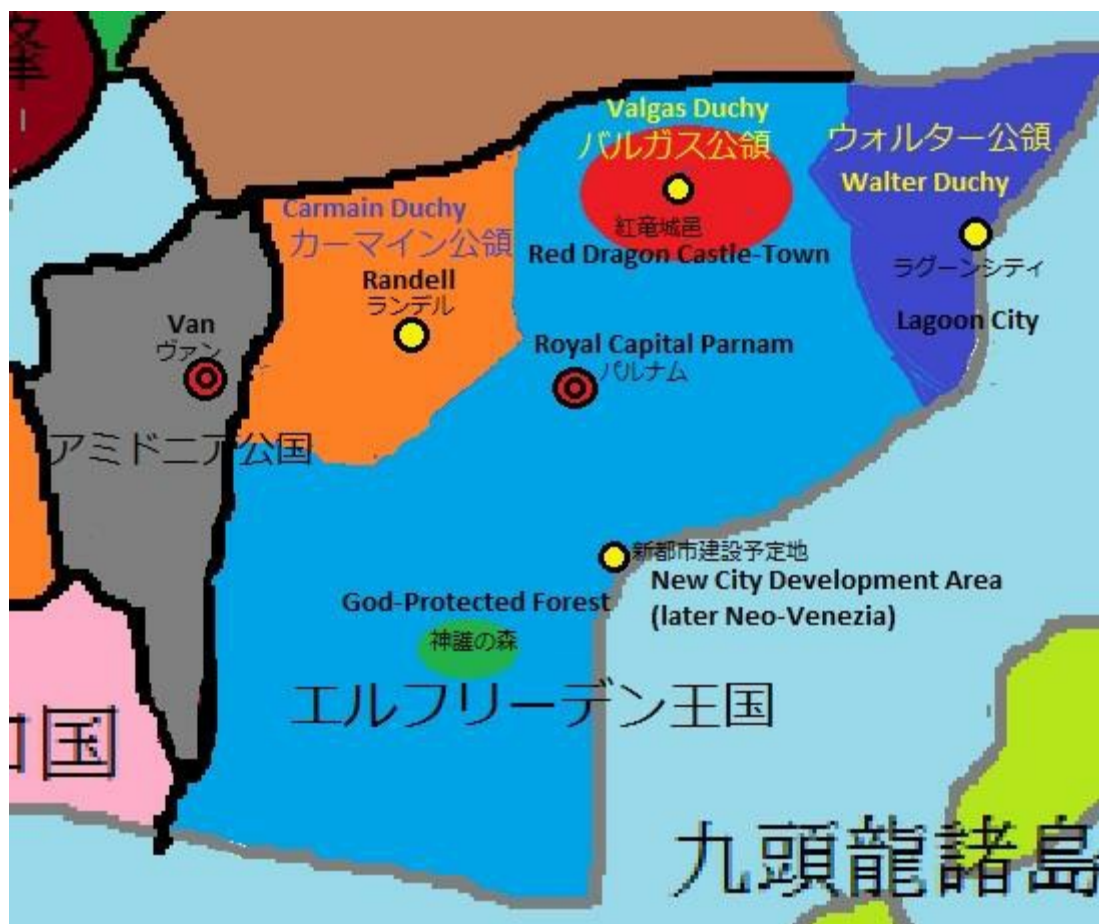 Valgas Duchy
バルガス公領
ウォルター公領
Walter Duchy
Carmain Duchy
カーマイン公領
紅竜城邑
Red Dragon Castle-Town
ラグーンシティ
Lagoon City
Randell
ランデル
Van
ヴァン
Royal Capital Parnam
パルナム
アミドニア公国
新都市建設予定地
New City Development Area
(later Neo-Venezia)
God-Protected Forest
神護の森
エルフリーデン王国
国
九頭龍諸島